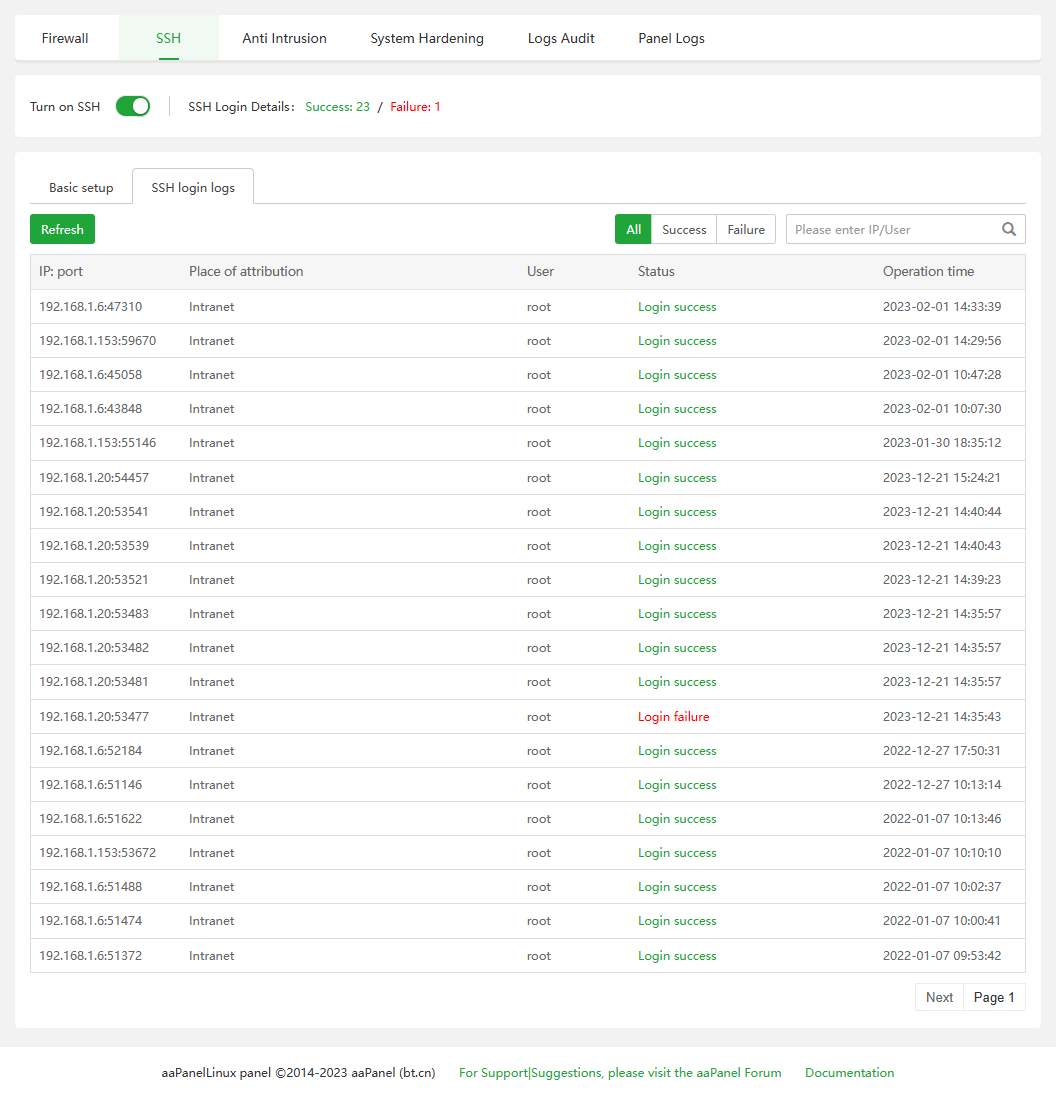 Firewall SSH Anti Intrusion System Hardening Logs Audit Panel Logs
Turn on SSH SSH Login Details: Success: 23 / Failure: 1
Basic setup SSH login logs
Refresh All Success Failure Please enter IP/User
IP: port Place of attribution User Status Operation time
192.168.1.6:47310 Intranet root Login success 2023-02-01 14:33:39
192.168.1.153:59670 Intranet root Login success 2023-02-01 14:29:56
192.168.1.6:45058 Intranet root Login success 2023-02-01 10:47:28
192.168.1.6:43848 Intranet root Login success 2023-02-01 10:07:30
192.168.1.153:55146 Intranet root Login success 2023-01-30 18:35:12
192.168.1.20:54457 Intranet root Login success 2023-12-21 15:24:21
192.168.1.20:53541 Intranet root Login success 2023-12-21 14:40:44
192.168.1.20:53539 Intranet root Login success 2023-12-21 14:40:43
192.168.1.20:53521 Intranet root Login success 2023-12-21 14:39:23
192.168.1.20:53483 Intranet root Login success 2023-12-21 14:35:57
192.168.1.20:53482 Intranet root Login success 2023-12-21 14:35:57
192.168.1.20:53481 Intranet root Login success 2023-12-21 14:35:57
192.168.1.20:53477 Intranet root Login failure 2023-12-21 14:35:43
192.168.1.6:52184 Intranet root Login success 2022-12-27 17:50:31
192.168.1.6:51146 Intranet root Login success 2022-12-27 10:13:14
192.168.1.6:51622 Intranet root Login success 2022-01-07 10:13:46
192.168.1.153:53672 Intranet root Login success 2022-01-07 10:10:10
192.168.1.6:51488 Intranet root Login success 2022-01-07 10:02:37
192.168.1.6:51474 Intranet root Login success 2022-01-07 10:00:41
192.168.1.6:51372 Intranet root Login success 2022-01-07 09:53:42
Next Page 1
aaPanelLinux panel ©2014-2023 aaPanel (bt.cn) For Support|Suggestions, please visit the aaPanel Forum Documentation